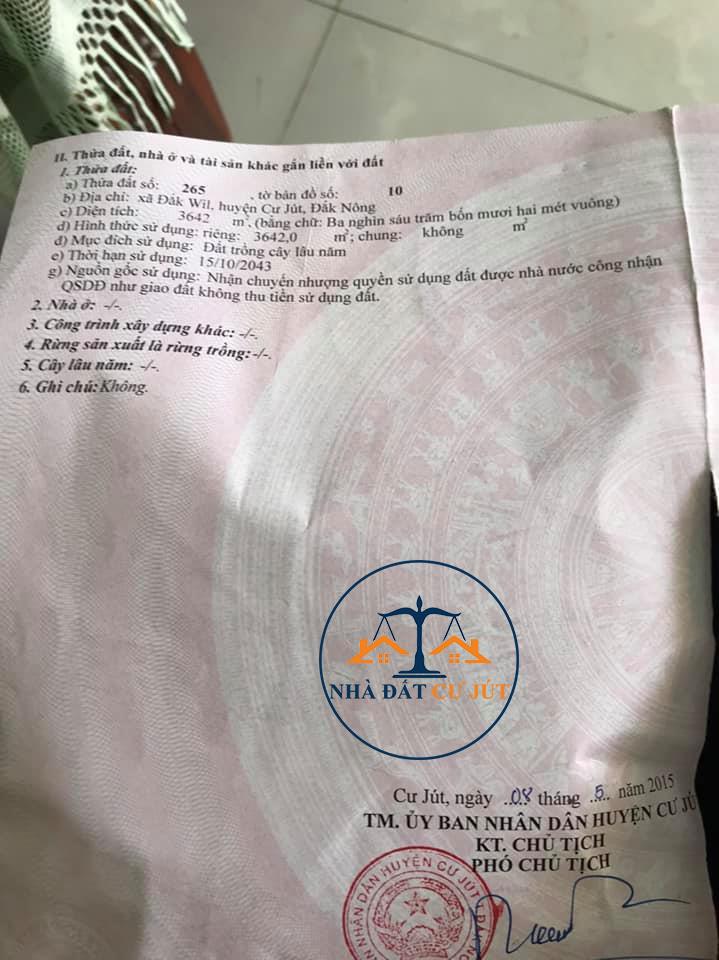 II. Thửa đất, nhà ở và tài sản khác gắn liền với đất
1. Thửa đất:
a) Thửa đất số: 265 , tờ bản đồ số: 10
b) Địa chỉ: xã Đắk Wil, huyện Cư Jút, Đắk Nông
c) Diện tích: 3642 m², (bằng chữ: Ba nghìn sáu trăm bốn mươi hai mét vuông)
d) Hình thức sử dụng: riêng: 3642,0 m²; chung: không m²
đ) Mục đích sử dụng: Đất trồng cây lâu năm
e) Thời hạn sử dụng: 15/10/2043
g) Nguồn gốc sử dụng: Nhận chuyển nhượng quyền sử dụng đất được nhà nước công nhận
QSDĐ như giao đất không thu tiền sử dụng đất.
2. Nhà ở: -/-.
3. Công trình xây dựng khác: -/-.
4. Rừng sản xuất là rừng trồng: -/-.
5. Cây lâu năm: -/-.
6. Ghi chú: Không.
NHÀ ĐẤT CƯ JÚT
Cư Jút, ngày ..08 tháng ..5.. năm 2015
TM. ỦY BAN NHÂN DÂN HUYỆN CƯ JÚ
KT. CHỦ TỊCH
PHÓ CHỦ TỊCH
NHÂN DÂN HUYỆN CƯ JÚT